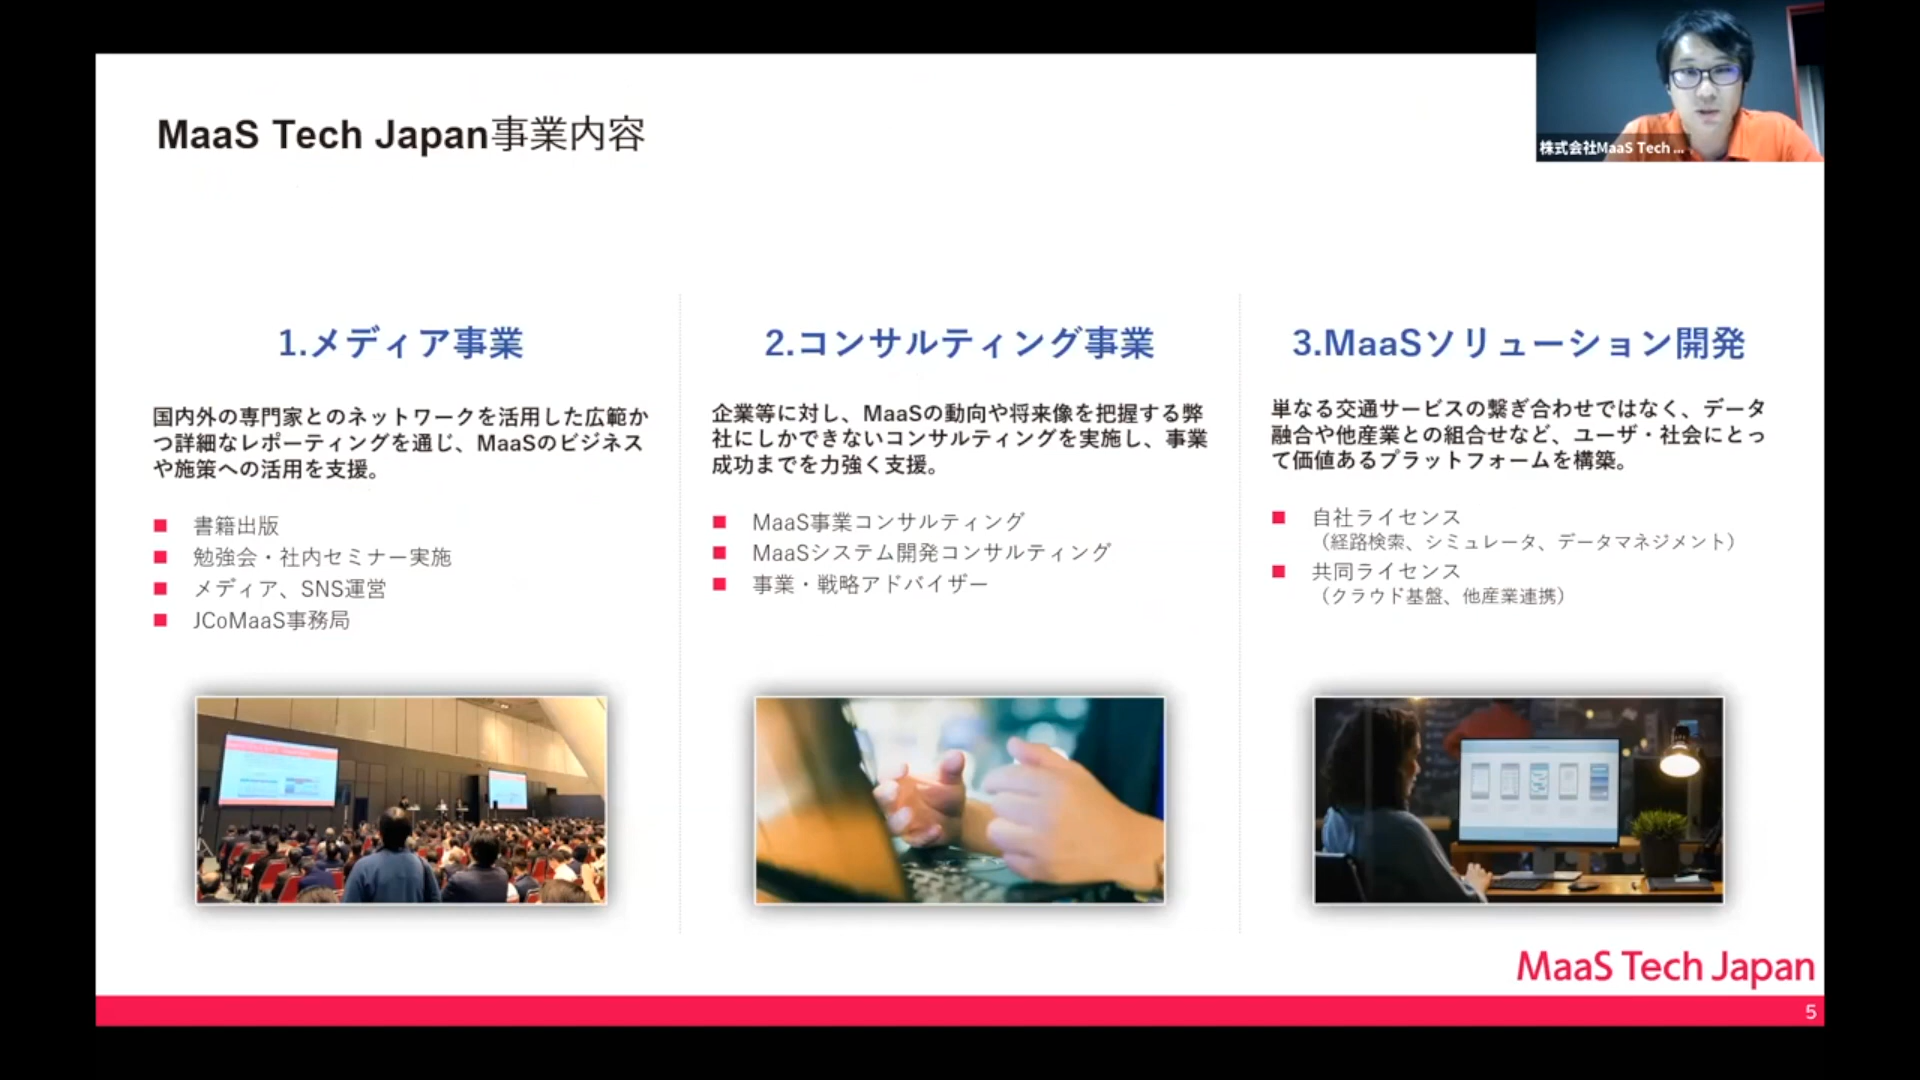 株式会社MaaS Tech ...
MaaS Tech Japan事業内容
1.メディア事業
国内外の専門家とのネットワークを活用した広範か
つ詳細なレポーティングを通じ、MaaSのビジネス
や施策への活用を支援。
書籍出版
勉強会・社内セミナー実施
メディア、SNS運営
JCoMaaS事務局
2.コンサルティング事業
企業等に対し、MaaSの動向や将来像を把握する弊
社にしかできないコンサルティングを実施し、事業
成功までを力強く支援。
MaaS事業コンサルティング
MaaSシステム開発コンサルティング
事業・戦略アドバイザー
3.MaaSソリューション開発
単なる交通サービスの繋ぎ合わせではなく、データ
融合や他産業との組合せなど、ユーザ・社会にとっ
て価値あるプラットフォームを構築。
自社ライセンス
（経路検索、シミュレータ、データマネジメント）
共同ライセンス
（クラウド基盤、他産業連携）
MaaS Tech Japan
5